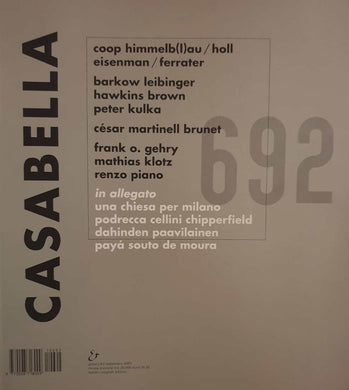 CASABELLA
coop himmelb(l)au / holl
eisenman / ferrater
barkow leibinger
hawkins brown
peter kulka
césar martinell brunet
692
frank o. gehry
mathias klotz
renzo piano
in allegato
una chiesa per milano
podrecca cellini chipperfield
dahinden paavilainen
payá souto de moura